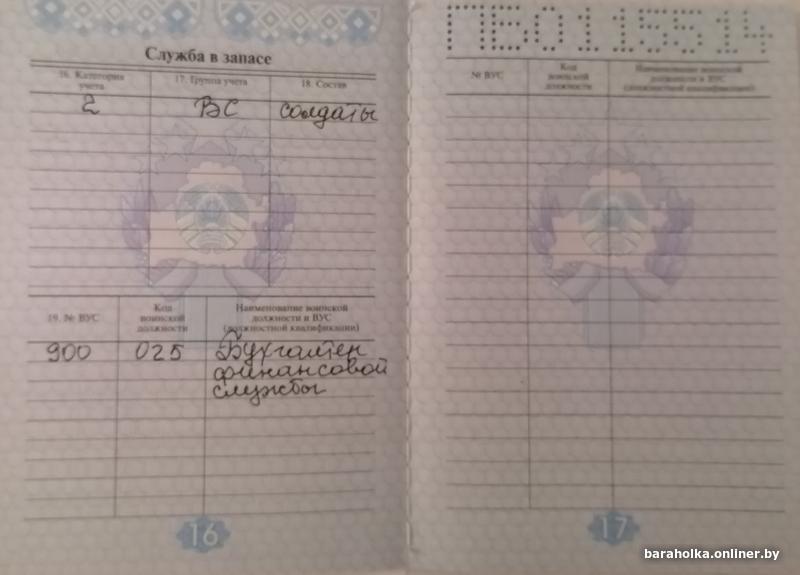 Служба в запасе
16. Категория учета
17. Группа учета
18. Состав
2
ВС
солдаты
19. № ВУС
Код воинской должности
Наименование воинской должности и ВУС (должностной квалификации)
900
025
Бухгалтер
финансовой
службы
16
ПБ0115514
№ ВУС
Код воинской должности
Наименование воинской должности и ВУС (должностной квалификации)
17
baraholka.onliner.by